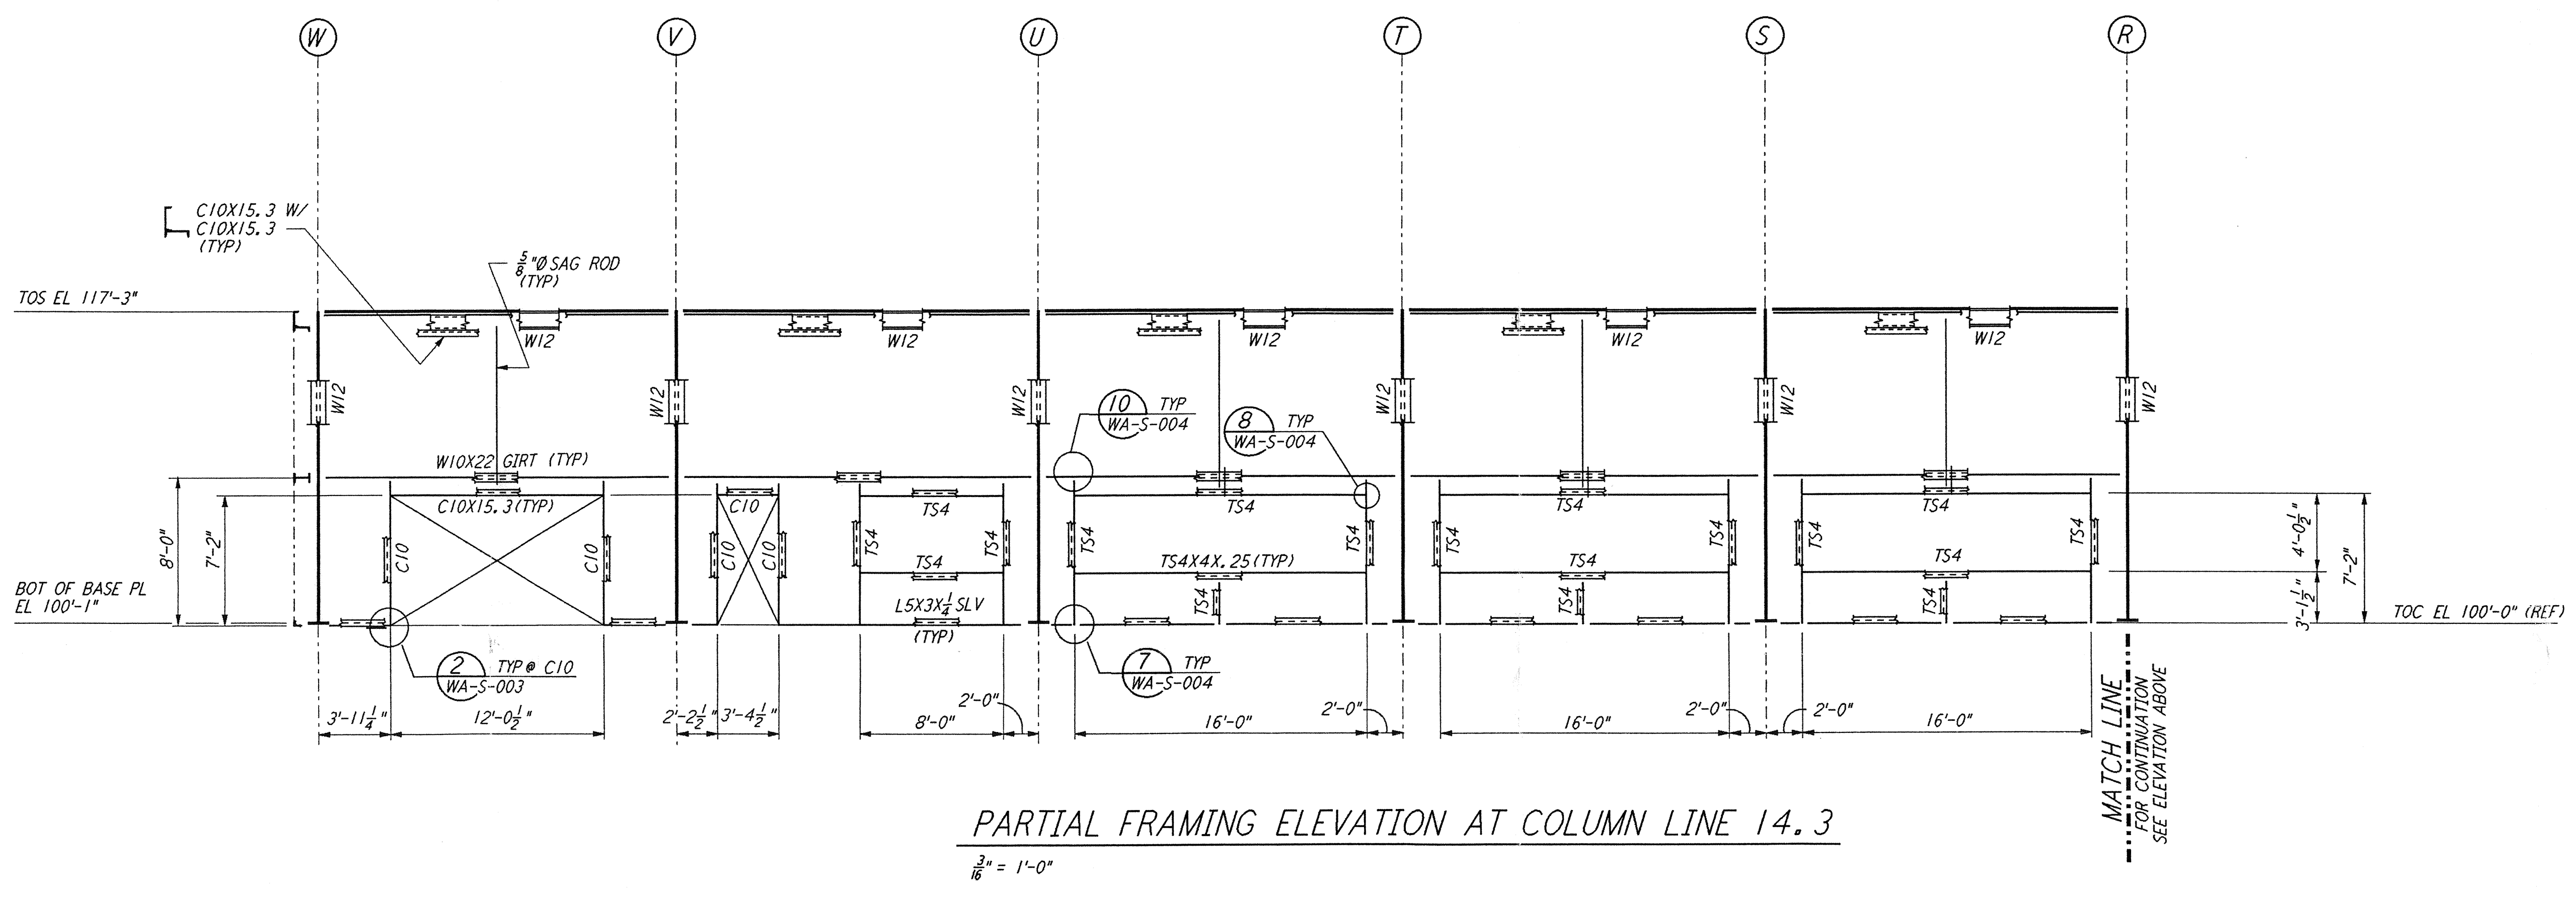 W
V
U
T
S
R
C10X15.3 W/
C10X15.3
(TYP)
5/8"Ø SAG ROD
(TYP)
TOS EL 117'-3"
W12
W12
W12
W12
W12
W12
W12
W12
W12
W12
W12
10 TYP
WA-S-004
8 TYP
WA-S-004
W10X22 GIRT (TYP)
C10X15.3(TYP)
C10
TS4
TS4
TS4
TS4
8'-0"
7'-2"
C10
C10
C10
C10
TS4
TS4
TS4
TS4
TS4
TS4
TS4
TS4
4'-0 1/2"
7'-2"
TS4
TS4X4X.25(TYP)
TS4
TS4
BOT OF BASE PL
EL 100'-1"
L5X3X1/4 SLV
(TYP)
TS4
TS4
TS4
3'-1 1/2"
TOC EL 100'-0" (REF)
2 TYP@ C10
WA-S-003
7 TYP
WA-S-004
3'-11 1/4"
12'-0 1/2"
2'-2 1/2"
3'-4 1/2"
8'-0"
2'-0"
16'-0"
2'-0"
16'-0"
2'-0"
2'-0"
16'-0"
MATCH LINE
FOR CONTINUATION
SEE ELEVATION ABOVE
PARTIAL FRAMING ELEVATION AT COLUMN LINE 14.3
3/16" = 1'-0"